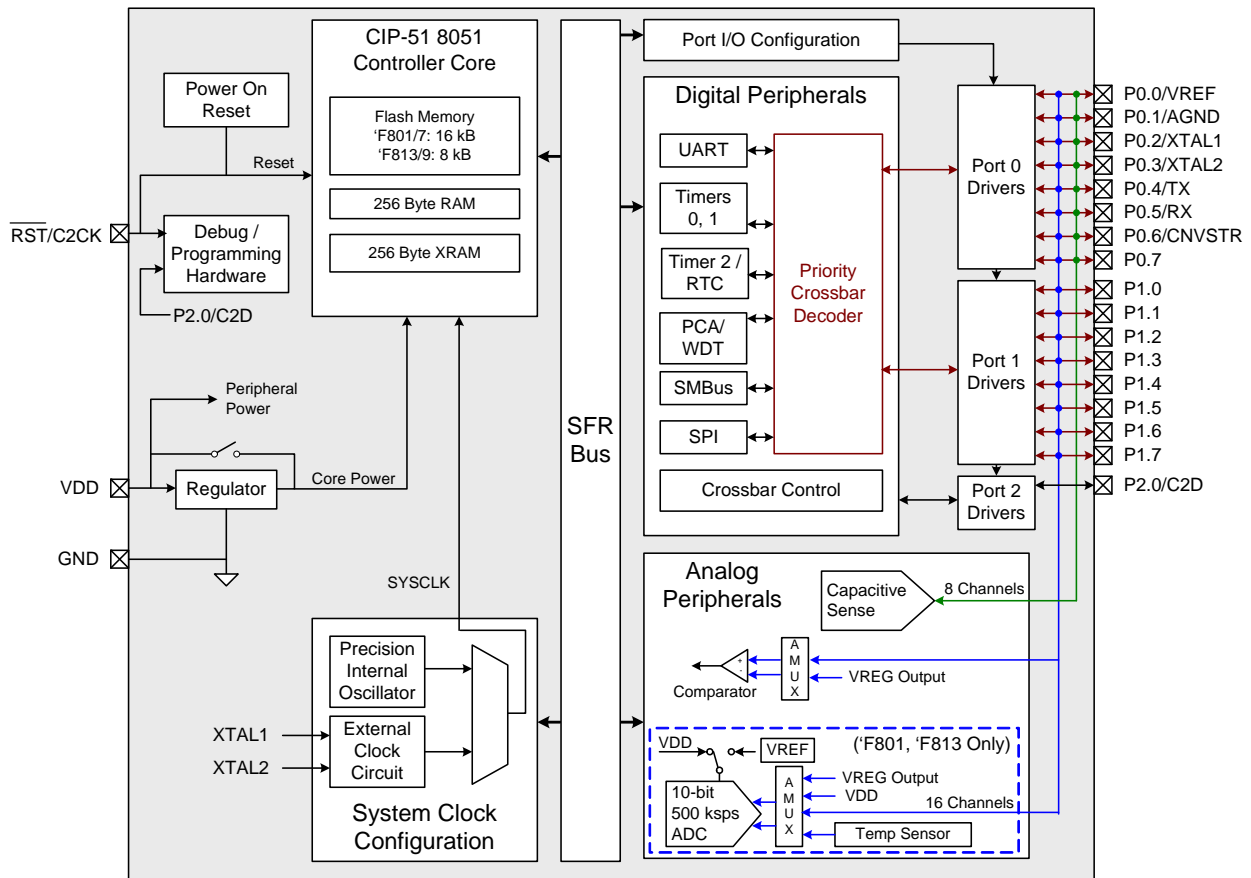 CIP-51 8051
Controller Core
Flash Memory
'F801/7: 16 kB
'F813/9: 8 kB
256 Byte RAM
256 Byte XRAM
Power On
Reset
Reset
RST/C2CK
Debug /
Programming
Hardware
P2.0/C2D
Peripheral
Power
VDD
Regulator
Core Power
GND
SYSCLK
Precision
Internal
Oscillator
XTAL1
XTAL2
External
Clock
Circuit
System Clock
Configuration
SFR
Bus
Port I/O Configuration
Digital Peripherals
UART
Timers
0, 1
Timer 2 /
RTC
PCA/
WDT
SMBus
SPI
Priority
Crossbar
Decoder
Crossbar Control
Port 0
Drivers
Port 1
Drivers
Port 2
Drivers
P0.0/VREF
P0.1/AGND
P0.2/XTAL1
P0.3/XTAL2
P0.4/TX
P0.5/RX
P0.6/CNVSTR
P0.7
P1.0
P1.1
P1.2
P1.3
P1.4
P1.5
P1.6
P1.7
P2.0/C2D
Analog
Peripherals
Capacitive
Sense
8 Channels
+
-
Comparator
A
M
U
X
VREG Output
('F801, 'F813 Only)
VDD
VREF
10-bit
500 ksps
ADC
A
M
U
X
VREG Output
VDD
16 Channels
Temp Sensor